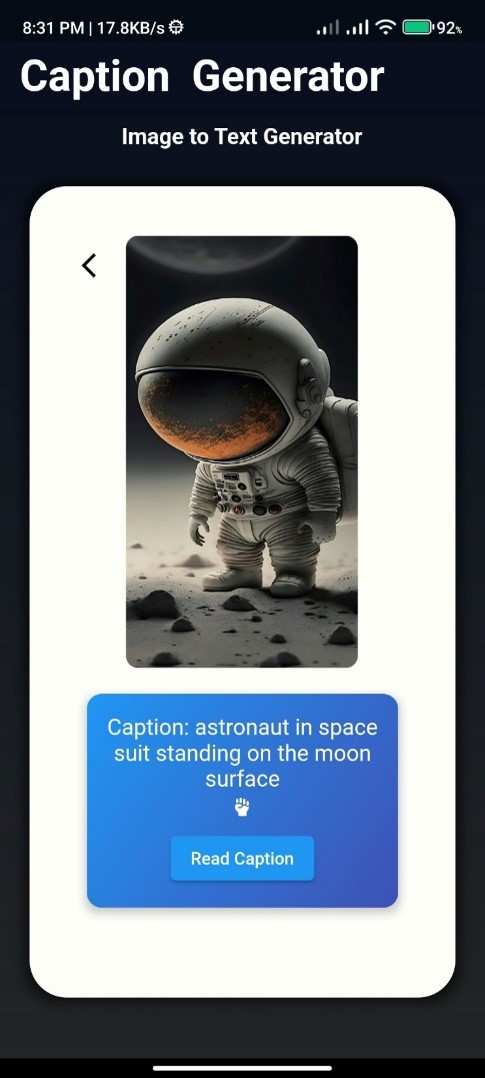 8:31 PM | 17.8KB/s 92%
Caption Generator
Image to Text Generator
Caption: astronaut in space
suit standing on the moon
surface
Read Caption